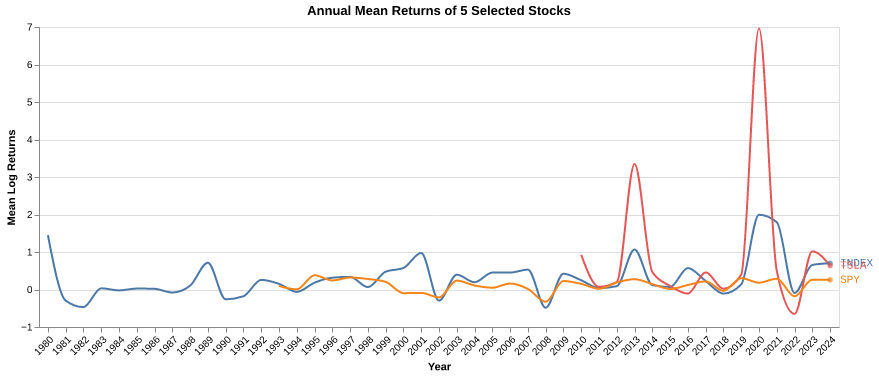 Annual Mean Returns of 5 Selected Stocks
Mean Log Returns
7
6
5
4
3
2
1
0
−1
1980 1981 1982 1983 1984 1985 1986 1987 1988 1989 1990 1991 1992 1993 1994 1995 1996 1997 1998 1999 2000 2001 2002 2003 2004 2005 2006 2007 2008 2009 2010 2011 2012 2013 2014 2015 2016 2017 2018 2019 2020 2021 2022 2023 2024
Year
INDEX
TSLA
SPY